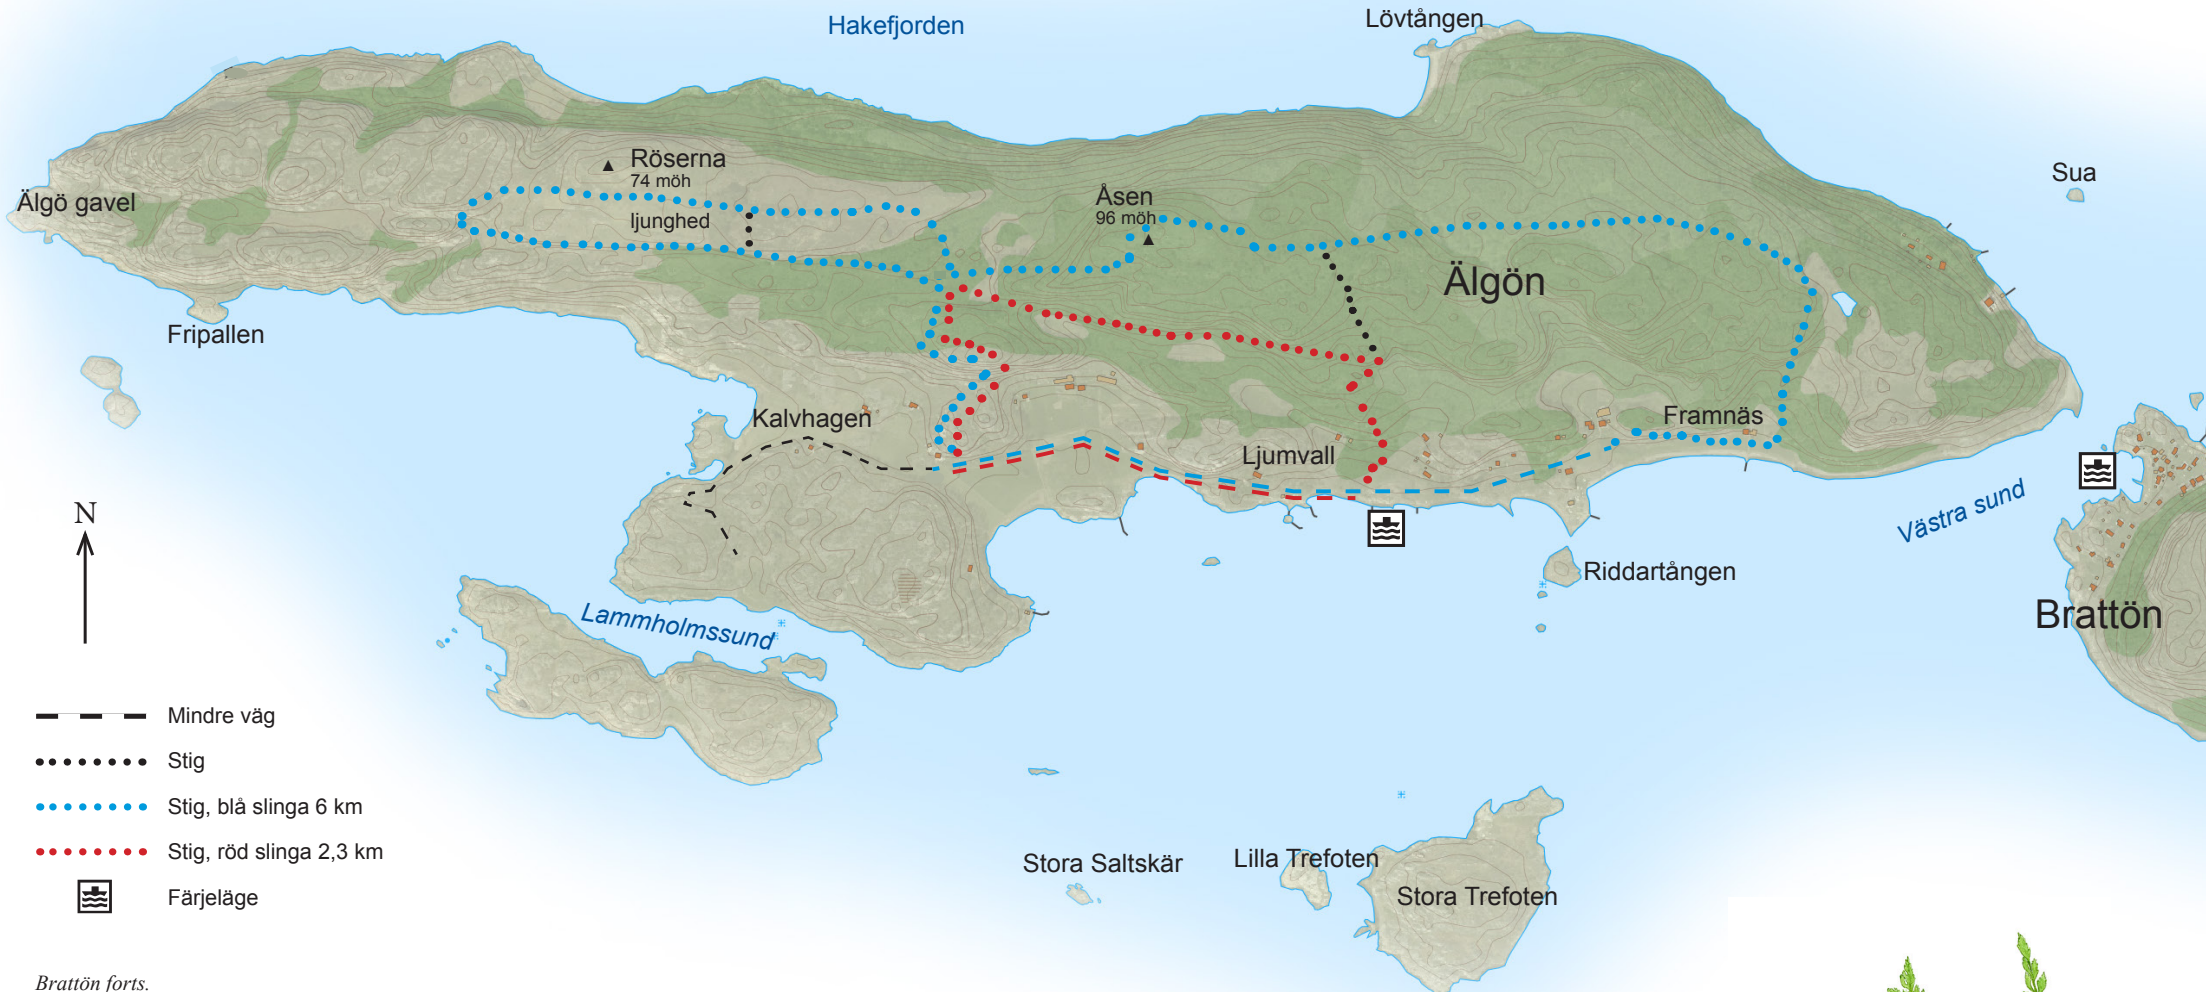 Hakefjorden
Lövtången
Röserna
74 möh
Sua
Älgö gavel
Åsen
96 möh
ljunghed
Älgön
Fripallen
Kalvhagen
Framnäs
Ljumvall
N
Västra sund
Riddartången
Brattön
Lammholmssund
Mindre väg
Stig
Stig, blå slinga 6 km
Stig, röd slinga 2,3 km
Färjeläge
Stora Saltskär
Lilla Trefoten
Stora Trefoten
Brattön forts.